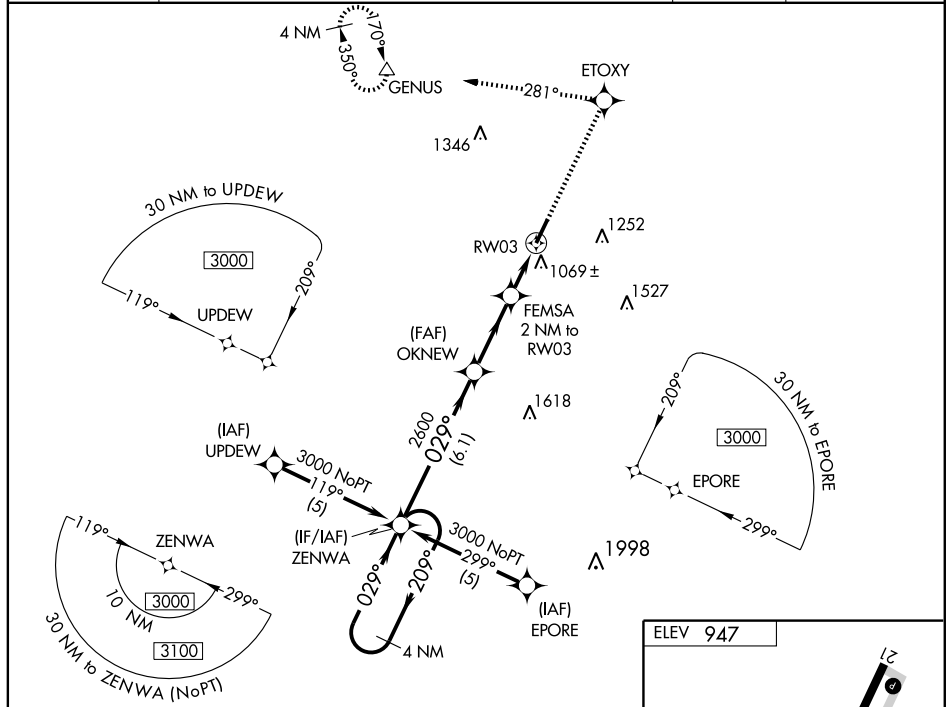 4 NM
170°
350°
GENUS
281°
ETOXY
1346
30 NM to UPDEW
3000
209°
119°
UPDEW
RW03
1252
1069 ±
1527
FEMSA
2 NM to
RW03
(FAF)
OKNEW
1618
2600
029°
(6.1)
30 NM to EPORE
209°
3000
EPORE
299°
(IAF)
UPDEW
3000 NoPT
119°
(5)
(IF/IAF)
ZENWA
3000 NoPT
299°
(5)
(IAF)
EPORE
1998
029°
209°
4 NM
119°
ZENWA
299°
10 NM
3000
3100
30 NM to ZENWA (NoPT)
ELEV 947
21
P